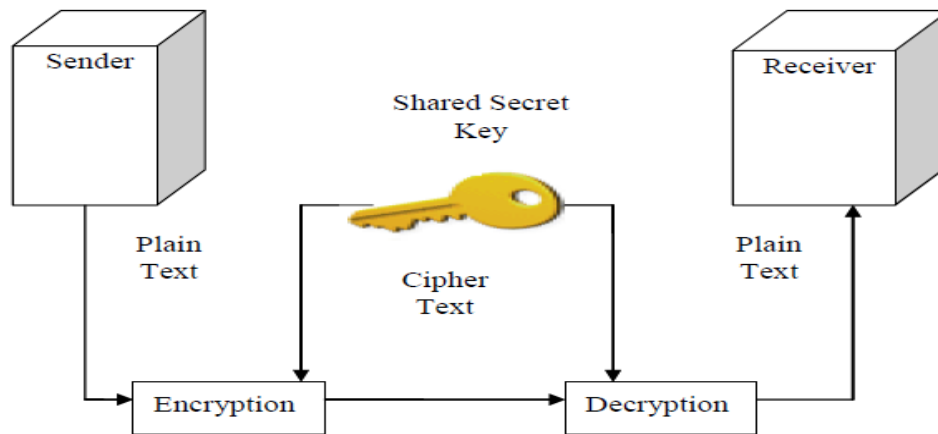 Sender
Receiver
Shared Secret
Key
Plain
Text
Cipher
Text
Plain
Text
Encryption
Decryption